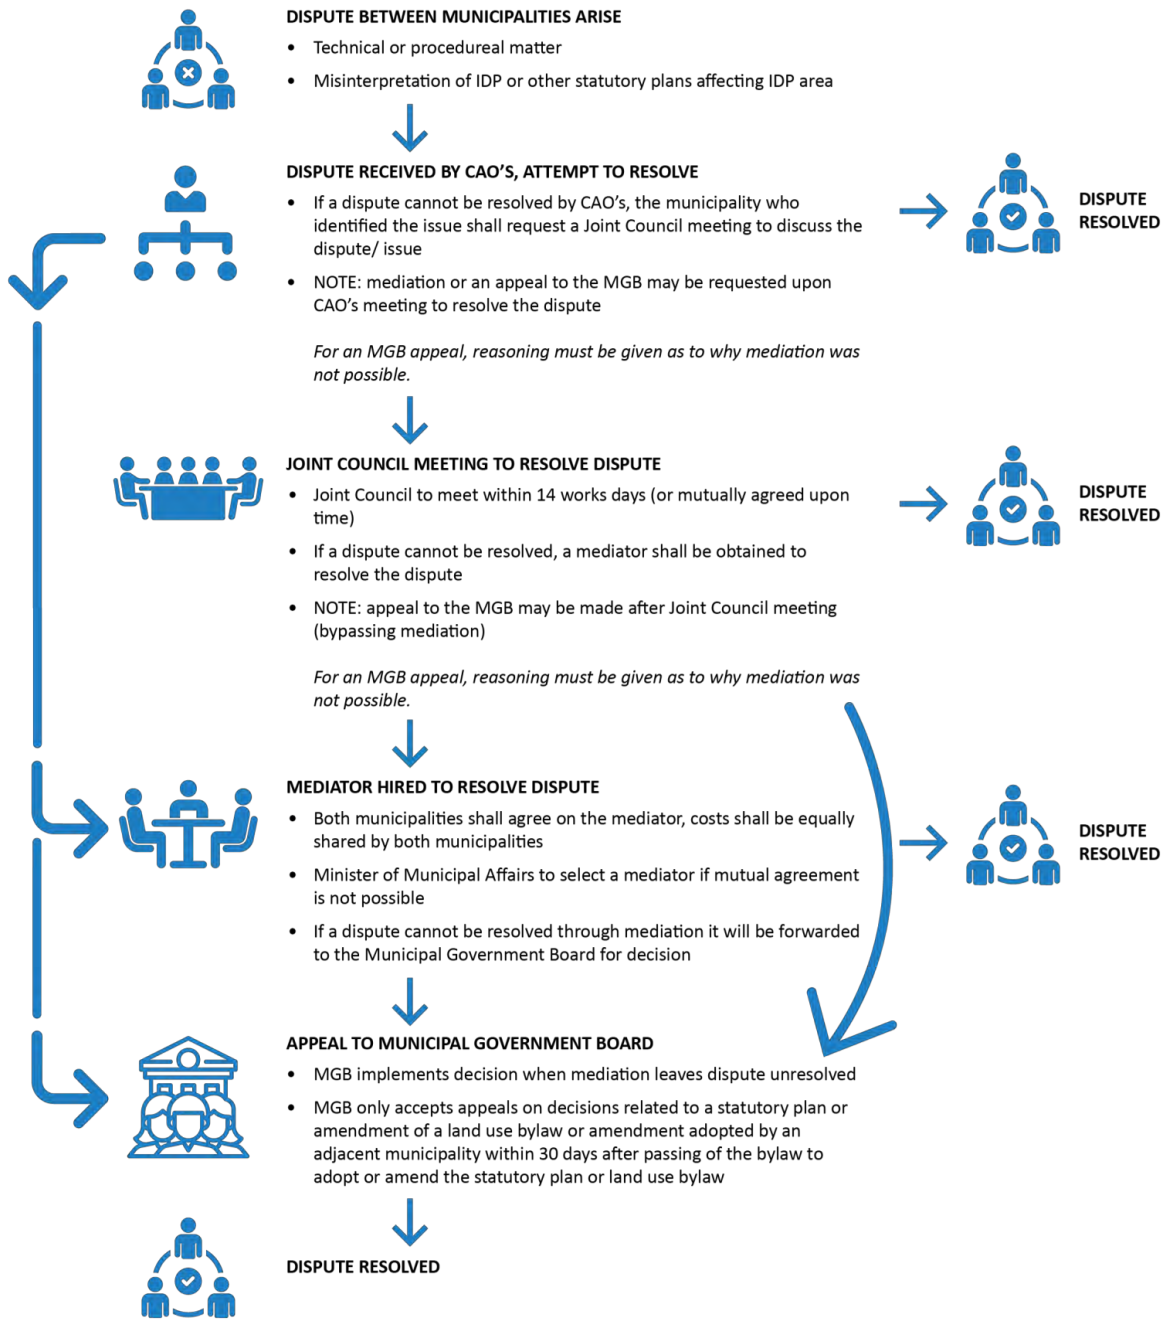 DISPUTE BETWEEN MUNICIPALITIES ARISE
• Technical or procedureal matter
• Misinterpretation of IDP or other statutory plans affecting IDP area
DISPUTE RECEIVED BY CAO'S, ATTEMPT TO RESOLVE
• If a dispute cannot be resolved by CAO's, the municipality who
identified the issue shall request a Joint Council meeting to discuss the
dispute/ issue
• NOTE: mediation or an appeal to the MGB may be requested upon
CAO's meeting to resolve the dispute
For an MGB appeal, reasoning must be given as to why mediation was
not possible.
DISPUTE
RESOLVED
JOINT COUNCIL MEETING TO RESOLVE DISPUTE
• Joint Council to meet within 14 works days (or mutually agreed upon
time)
• If a dispute cannot be resolved, a mediator shall be obtained to
resolve the dispute
• NOTE: appeal to the MGB may be made after Joint Council meeting
(bypassing mediation)
For an MGB appeal, reasoning must be given as to why mediation was
not possible.
DISPUTE
RESOLVED
MEDIATOR HIRED TO RESOLVE DISPUTE
• Both municipalities shall agree on the mediator, costs shall be equally
shared by both municipalities
• Minister of Municipal Affairs to select a mediator if mutual agreement
is not possible
• If a dispute cannot be resolved through mediation it will be forwarded
to the Municipal Government Board for decision
DISPUTE
RESOLVED
APPEAL TO MUNICIPAL GOVERNMENT BOARD
• MGB implements decision when mediation leaves dispute unresolved
• MGB only accepts appeals on decisions related to a statutory plan or
amendment of a land use bylaw or amendment adopted by an
adjacent municipality within 30 days after passing of the bylaw to
adopt or amend the statutory plan or land use bylaw
DISPUTE RESOLVED